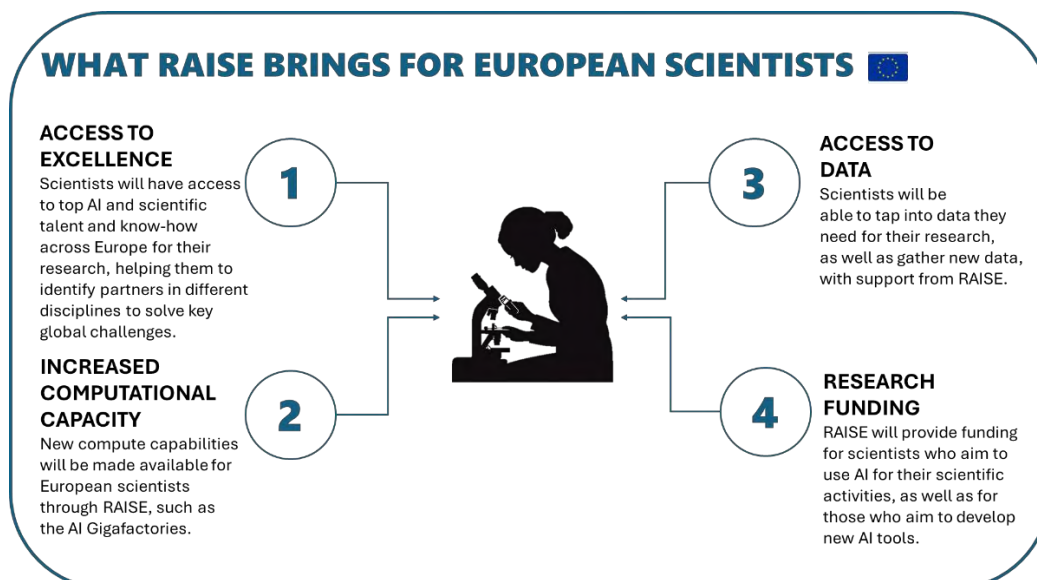 WHAT RAISE BRINGS FOR EUROPEAN SCIENTISTS
1
ACCESS TO
EXCELLENCE
Scientists will have access
to top AI and scientific
talent and know-how
across Europe for their
research, helping them to
identify partners in different
disciplines to solve key
global challenges.
2
INCREASED
COMPUTATIONAL
CAPACITY
New compute capabilities
will be made available for
European scientists
through RAISE, such as
the AI Gigafactories.
3
ACCESS TO
DATA
Scientists will be
able to tap into data they
need for their research,
as well as gather new data,
with support from RAISE.
4
RESEARCH
FUNDING
RAISE will provide funding
for scientists who aim to
use AI for their scientific
activities, as well as for
those who aim to develop
new AI tools.